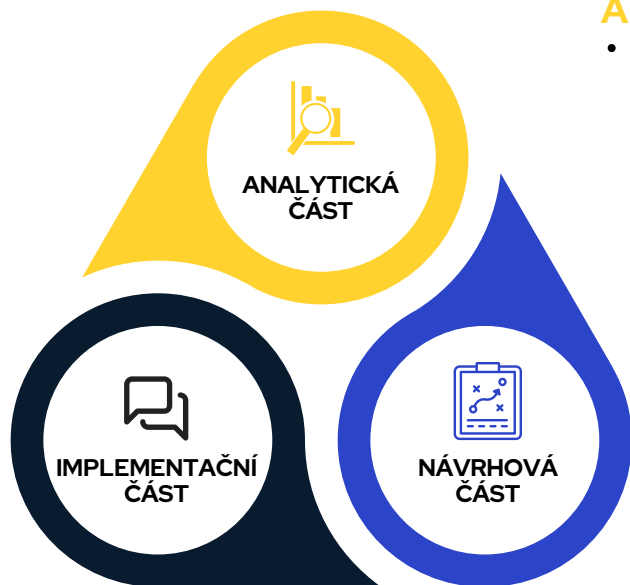 A
•
ANALYTICKÁ
ČÁST
IMPLEMENTAČNÍ
ČÁST
NÁVRHOVÁ
ČÁST